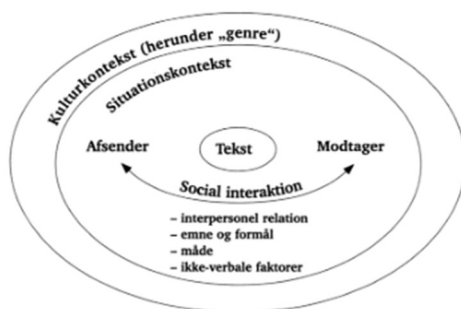 Kulturkontekst (herunder „genre“)
Situationskontekst
Afsender
Tekst
Modtager
Social interaktion
– interpersonel relation
– emne og formål
– måde
– ikke-verbale faktorer